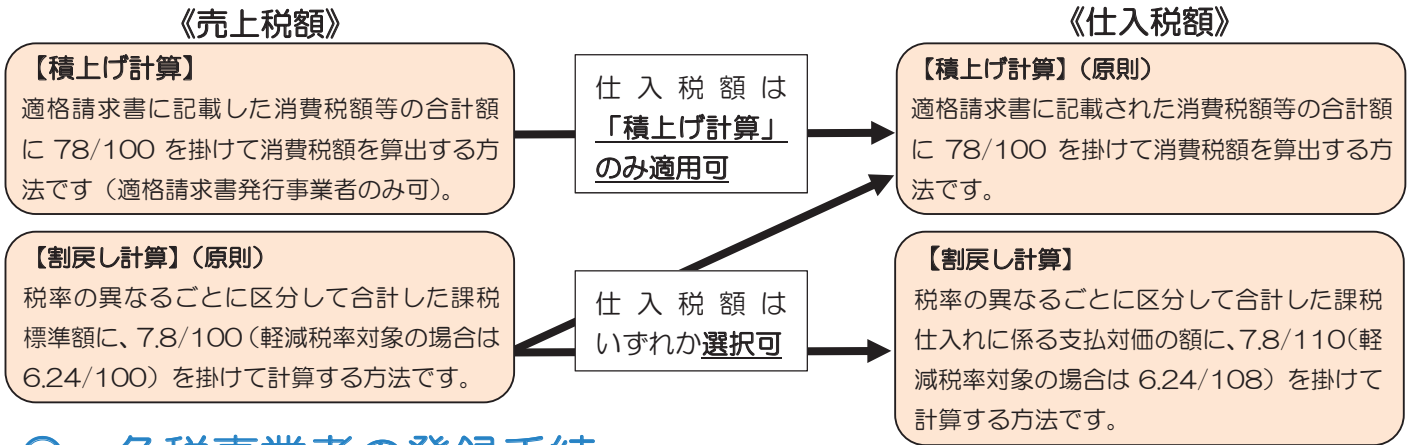 《売上税額》
《仕入税額》
【積上げ計算】
適格請求書に記載した消費税額等の合計額
に 78/100 を掛けて消費税額を算出する方
法です（適格請求書発行事業者のみ可）。
仕入税額は
「積上げ計算」
のみ適用可
【積上げ計算】（原則）
適格請求書に記載された消費税額等の合計額
に 78/100 を掛けて消費税額を算出する方
法です。
【割戻し計算】（原則）
税率の異なるごとに区分して合計した課税
標準額に、7.8/100（軽減税率対象の場合は
6.24/100）を掛けて計算する方法です。
仕入税額は
いずれか選択可
【割戻し計算】
税率の異なるごとに区分して合計した課税
仕入れに係る支払対価の額に、7.8/110（軽
減税率対象の場合は 6.24/108）を掛けて
計算する方法です。